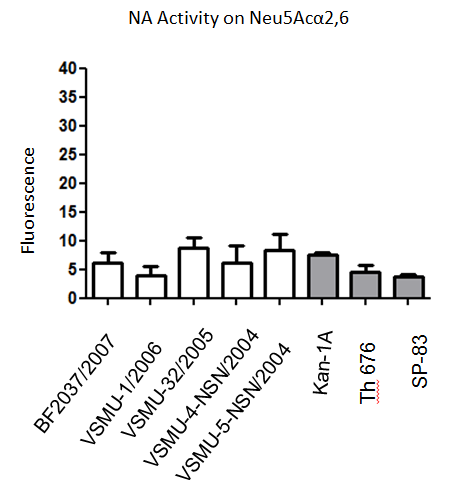 NA Activity on Neu5Acα2,6
Fluorescence
40
35
30
25
20
15
10
5
0
BF2037/2007
VSMU-1/2006
VSMU-32/2005
VSMU-4-NSN/2004
VSMU-5-NSN/2004
Kan-1A
Th 676
SP-83